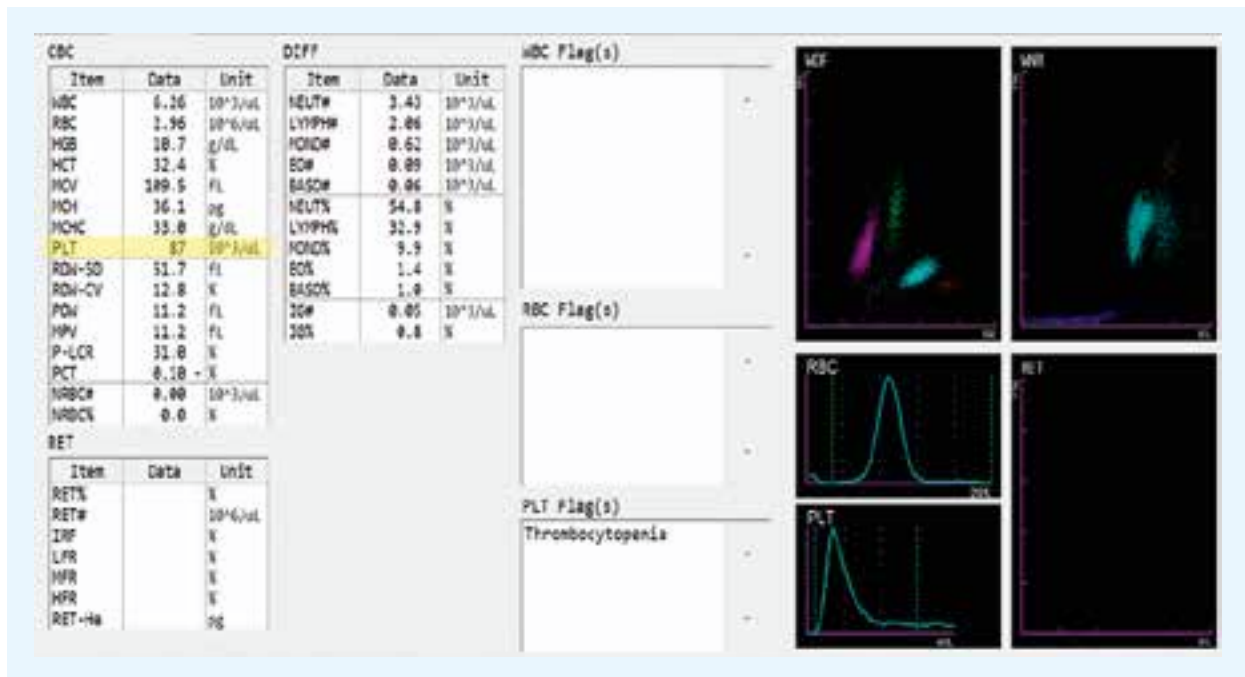 CBC
Item Data Unit
WBC 6.26 10^3/uL
RBC 2.96 10^6/uL
HGB 10.7 g/dL
HCT 32.4 %
MCV 109.5 fL
MCH 36.1 pg
MCHC 33.0 g/dL
PLT 87 10^3/uL
RDW-SD 51.7 fL
RDW-CV 12.8 %
PDW 11.2 fL
MPV 11.2 fL
P-LCR 31.0 %
PCT 0.10 - %
NRBC# 0.00 10^3/uL
NRBC% 0.0 %
RET
Item Data Unit
RET% %
RET# 10^6/uL
IRF %
LFR %
MFR %
HFR %
RET-He pg
DIFF
Item Data Unit
NEUT# 3.43 10^3/uL
LYMPH# 2.06 10^3/uL
MONO# 0.62 10^3/uL
EO# 0.09 10^3/uL
BASO# 0.06 10^3/uL
NEUT% 54.8 %
LYMPH% 32.9 %
MONO% 9.9 %
EO% 1.4 %
BASO% 1.0 %
IG# 0.05 10^3/uL
IG% 0.8 %
WBC Flag(s)
RBC Flag(s)
PLT Flag(s)
Thrombocytopenia
WDF
WNR
RBC
RET
PLT